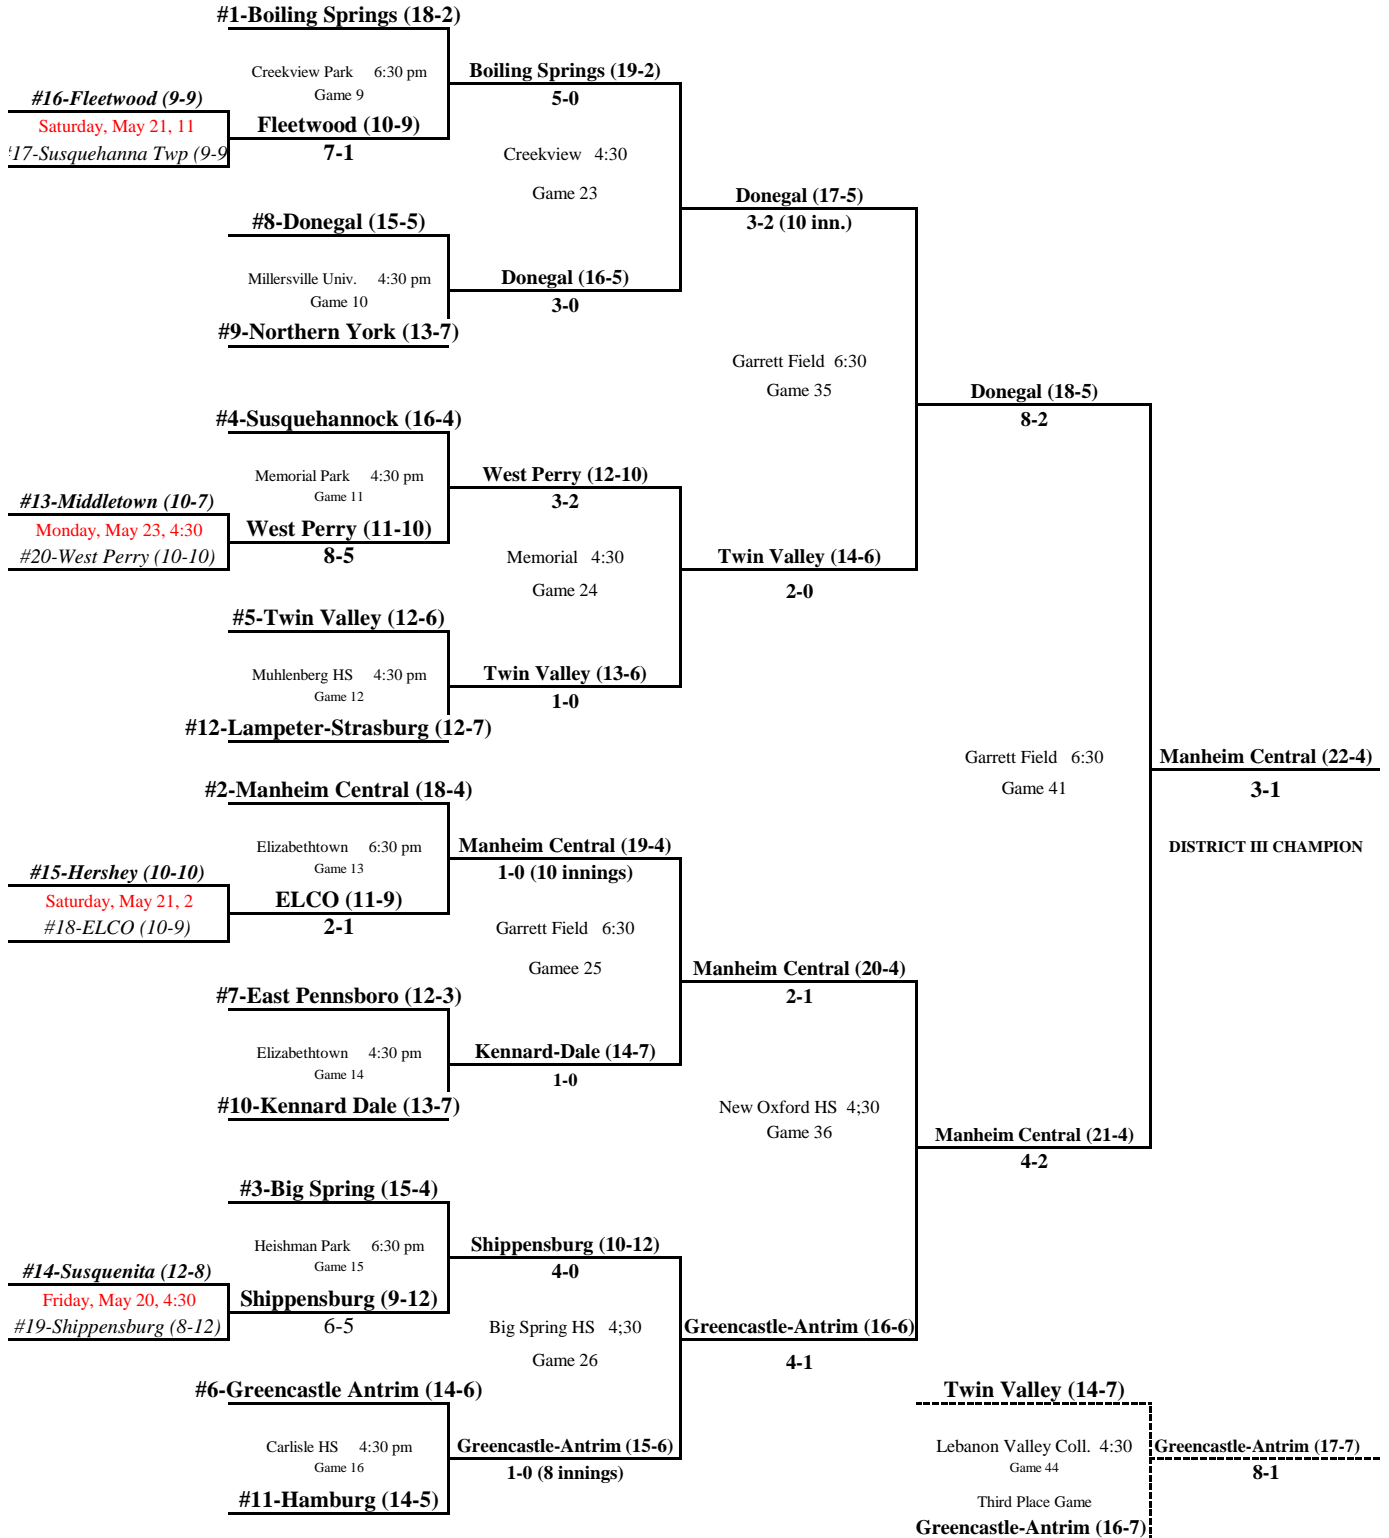 #1-Boiling Springs (18-2)
Creekview Park 6:30 pm
Game 9
#16-Fleetwood (9-9)
Saturday, May 21, 11
#17-Susquehanna Twp (9-9
Fleetwood (10-9)
7-1
Boiling Springs (19-2)
5-0
Creekview 4:30
Game 23
#8-Donegal (15-5)
Millersville Univ. 4:30 pm
Game 10
#9-Northern York (13-7)
Donegal (16-5)
3-0
Donegal (17-5)
3-2 (10 inn.)
Garrett Field 6:30
Game 35
#4-Susquehannock (16-4)
Memorial Park 4:30 pm
Game 11
#13-Middletown (10-7)
Monday, May 23, 4:30
#20-West Perry (10-10)
West Perry (11-10)
8-5
West Perry (12-10)
3-2
Memorial 4:30
Game 24
#5-Twin Valley (12-6)
Muhlenberg HS 4:30 pm
Game 12
#12-Lampeter-Strasburg (12-7)
Twin Valley (13-6)
1-0
Twin Valley (14-6)
2-0
Donegal (18-5)
8-2
Garrett Field 6:30
Game 41
Manheim Central (22-4)
3-1
DISTRICT III CHAMPION
#2-Manheim Central (18-4)
Elizabethtown 6:30 pm
Game 13
#15-Hershey (10-10)
Saturday, May 21, 2
#18-ELCO (10-9)
ELCO (11-9)
2-1
Manheim Central (19-4)
1-0 (10 innings)
Garrett Field 6:30
Gamee 25
#7-East Pennsboro (12-3)
Elizabethtown 4:30 pm
Game 14
#10-Kennard Dale (13-7)
Kennard-Dale (14-7)
1-0
Manheim Central (20-4)
2-1
New Oxford HS 4;30
Game 36
Manheim Central (21-4)
4-2
#3-Big Spring (15-4)
Heishman Park 6:30 pm
Game 15
#14-Susquenita (12-8)
Friday, May 20, 4:30
#19-Shippensburg (8-12)
Shippensburg (9-12)
6-5
Shippensburg (10-12)
4-0
Big Spring HS 4;30
Game 26
#6-Greencastle Antrim (14-6)
Carlisle HS 4:30 pm
Game 16
#11-Hamburg (14-5)
Greencastle-Antrim (15-6)
1-0 (8 innings)
Greencastle-Antrim (16-6)
4-1
Twin Valley (14-7)
Lebanon Valley Coll. 4:30
Game 44
Third Place Game
Greencastle-Antrim (16-7)
Greencastle-Antrim (17-7)
8-1